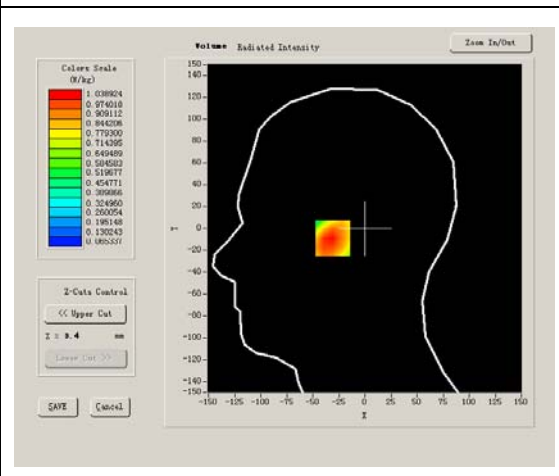 Volume Radiated Intensity
Zoom In/Out
Colors Scale
(W/kg)
1.038924
0.974018
0.909112
0.844206
0.779300
0.714395
0.649489
0.584583
0.519677
0.454771
0.389866
0.324960
0.260054
0.195148
0.130243
0.065337
Z-Cuts Control
<< Upper Cut
Z = 0.4 mm
Lower Cut >>
SAVE
Cancel
150
140
120
100
80
60
40
20
0
-20
-40
-60
-80
-100
-120
-140
-150
Y
-150 -125 -100 -75 -50 -25 0 25 50 75 100 125 150
X